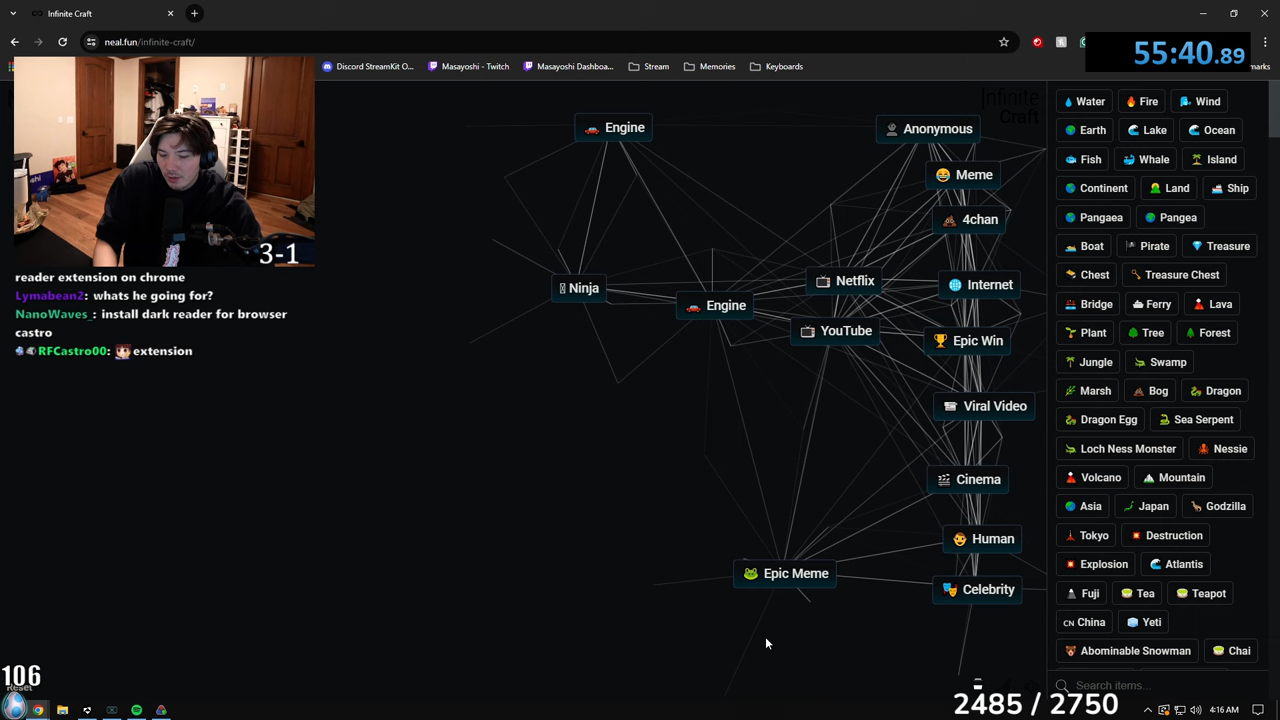 Infinite Craft
neal.fun/infinite-craft/
55:40.89
Discord StreamKit O...
Masayoshi - Twitch
Masayoshi Dashboa...
Stream
Memories
Keyboards
marks
3-1
reader extension on chrome
Lymabean2: whats he going for?
NanoWaves_: install dark reader for browser
castro
RFCastro00: extension
Infinite
Craft
Engine
Anonymous
Meme
4chan
Ninja
Engine
Netflix
Internet
YouTube
Epic Win
Viral Video
Cinema
Human
Epic Meme
Celebrity
Water
Fire
Wind
Earth
Lake
Ocean
Fish
Whale
Island
Continent
Land
Ship
Pangaea
Pangea
Boat
Pirate
Treasure
Chest
Treasure Chest
Bridge
Ferry
Lava
Plant
Tree
Forest
Jungle
Swamp
Marsh
Bog
Dragon
Dragon Egg
Sea Serpent
Loch Ness Monster
Nessie
Volcano
Mountain
Asia
Japan
Godzilla
Tokyo
Destruction
Explosion
Atlantis
Fuji
Tea
Teapot
CN China
Yeti
Abominable Snowman
Chai
Search items...
106
Reset
2485 / 2750
4:16 AM